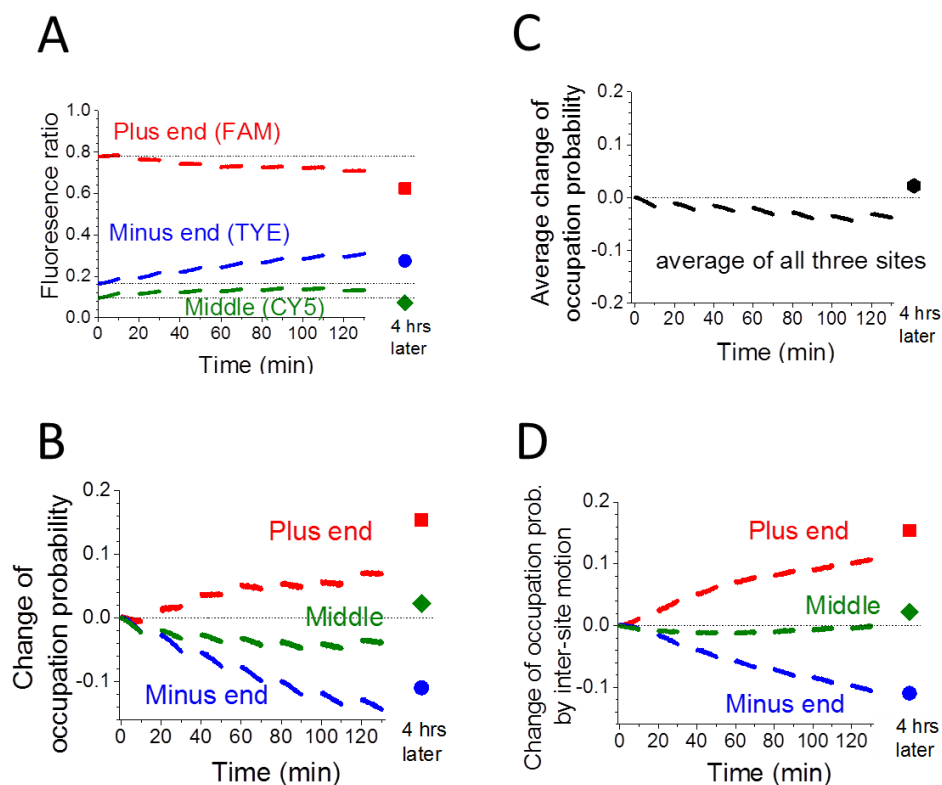 A
Fluoresence ratio
1.0
0.8
0.6
0.4
0.2
0.0
Plus end (FAM)
Minus end (TYE)
Middle (CY5)
0 20 40 60 80 100 120
4 hrs
later
Time (min)
C
Average change of
occupation probability
0.2
0.1
0.0
-0.1
-0.2
average of all three sites
0 20 40 60 80 100 120
4 hrs
later
Time (min)
B
Change of
occupation probability
0.2
0.1
0.0
-0.1
Plus end
Middle
Minus end
0 20 40 60 80 100 120
4 hrs
later
Time (min)
D
Change of occupation prob.
by inter-site motion
0.2
0.1
0.0
-0.1
Plus end
Middle
Minus end
0 20 40 60 80 100 120
4 hrs
later
Time (min)